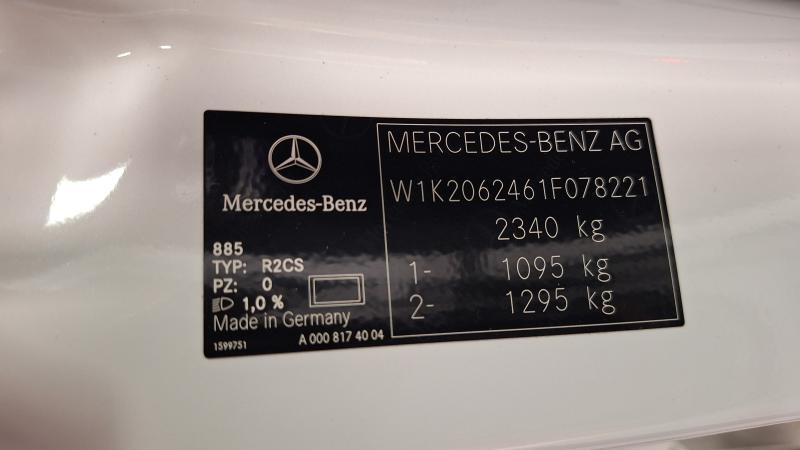 Mercedes-Benz
885
TYP: R2CS
PZ: 0
1,0 %
Made in Germany
1599751
A 000 817 40 04
MERCEDES-BENZ AG
W1K2062461F078221
2340 kg
1- 1095 kg
2- 1295 kg